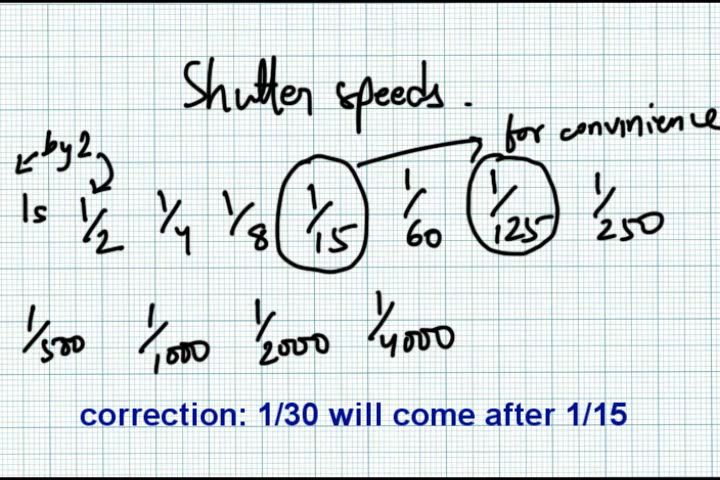 Shutter speeds.
for convinience
by 2
1s 1/2 1/4 1/8 1/15 1/60 1/125 1/250
1/500 1/1000 1/2000 1/4000
correction: 1/30 will come after 1/15